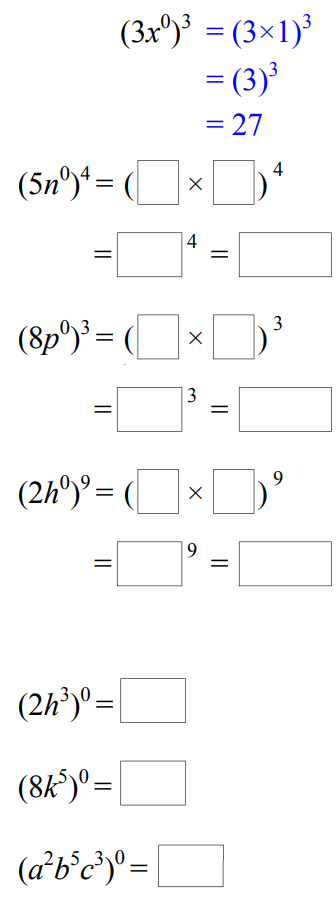 (3x⁰)³ = (3×1)³
= (3)³
= 27
(5n⁰)⁴ = (☐ × ☐)⁴
= ☐⁴ = ☐
(8p⁰)³ = (☐ × ☐)³
= ☐³ = ☐
(2h⁰)⁹ = (☐ × ☐)⁹
= ☐⁹ = ☐
(2h³)⁰ = ☐
(8k⁵)⁰ = ☐
(a²b⁵c³)⁰ = ☐